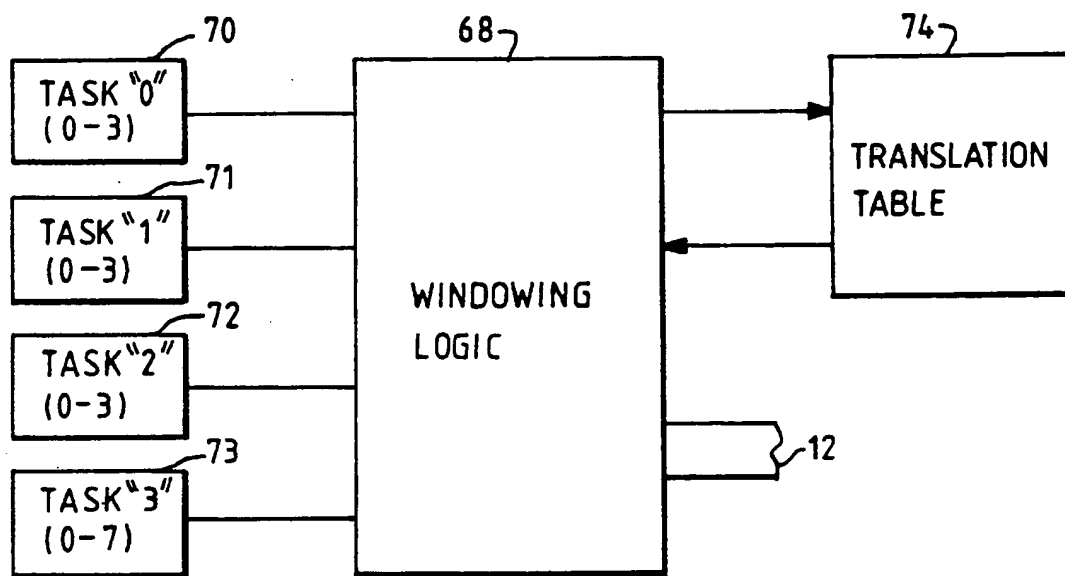 70
TASK "0"
(0-3)
71
TASK "1"
(0-3)
72
TASK "2"
(0-3)
73
TASK "3"
(0-7)
68
WINDOWING
LOGIC
74
TRANSLATION
TABLE
12